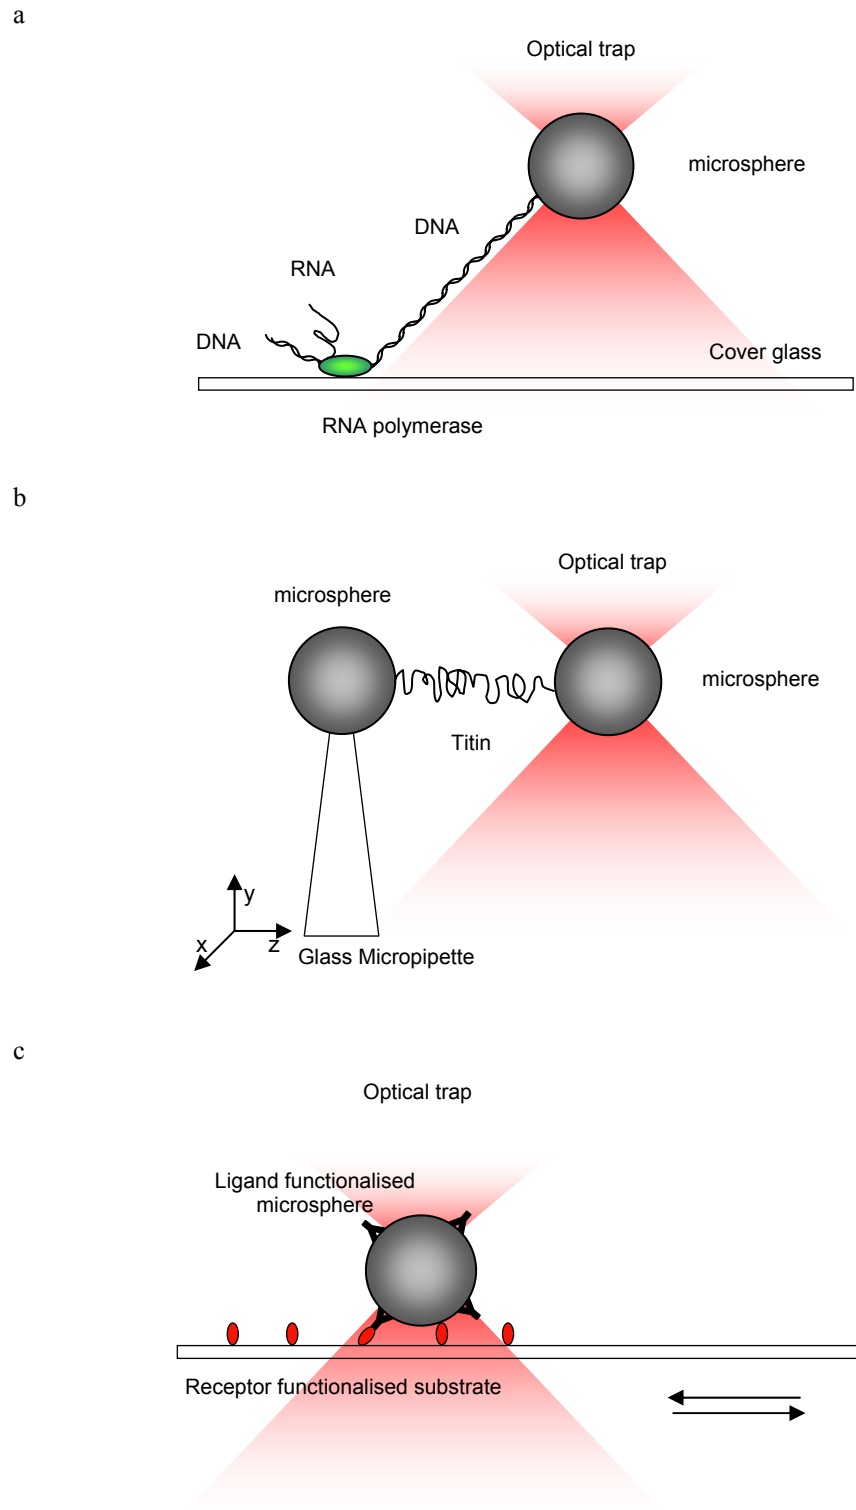 a
Optical trap
microsphere
DNA
RNA
DNA
Cover glass
RNA polymerase
b
Optical trap
microsphere
microsphere
Titin
y
x
z
Glass Micropipette
c
Optical trap
Ligand functionalised
microsphere
Receptor functionalised substrate